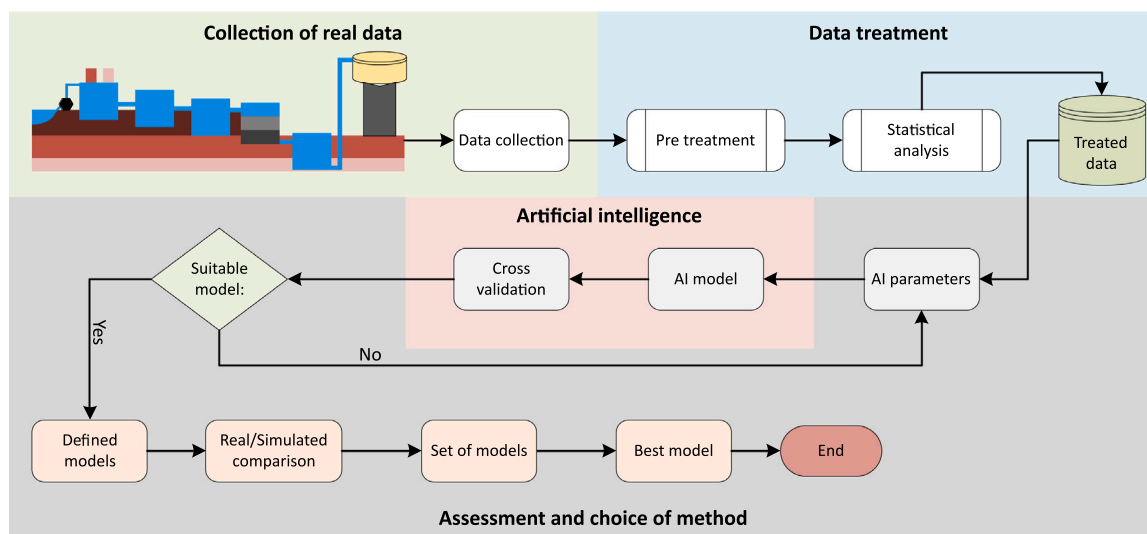 Collection of real data
Data treatment
Data collection
Pre treatment
Statistical
analysis
Treated
data
Artificial intelligence
Suitable
model:
Cross
validation
AI model
AI parameters
Yes
No
Defined
models
Real/Simulated
comparison
Set of models
Best model
End
Assessment and choice of method